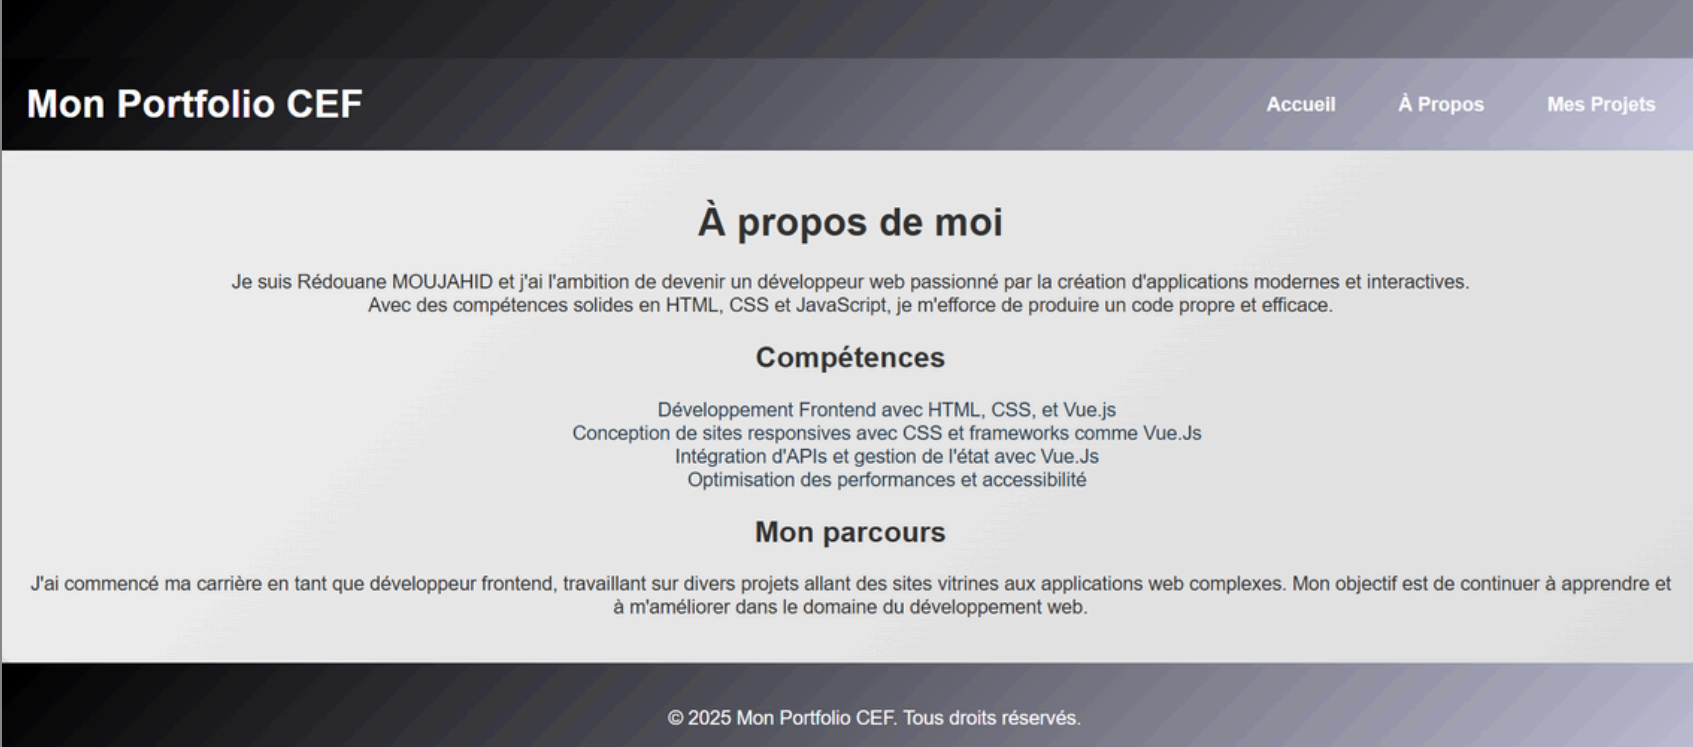 Mon Portfolio CEF
Accueil À Propos Mes Projets
À propos de moi
Je suis Rédouane MOUJAHID et j'ai l'ambition de devenir un développeur web passionné par la création d'applications modernes et interactives.
Avec des compétences solides en HTML, CSS et JavaScript, je m'efforce de produire un code propre et efficace.
Compétences
Développement Frontend avec HTML, CSS, et Vue.js
Conception de sites responsives avec CSS et frameworks comme Vue.Js
Intégration d'APIs et gestion de l'état avec Vue.Js
Optimisation des performances et accessibilité
Mon parcours
J'ai commencé ma carrière en tant que développeur frontend, travaillant sur divers projets allant des sites vitrines aux applications web complexes. Mon objectif est de continuer à apprendre et
à m'améliorer dans le domaine du développement web.
© 2025 Mon Portfolio CEF. Tous droits réservés.